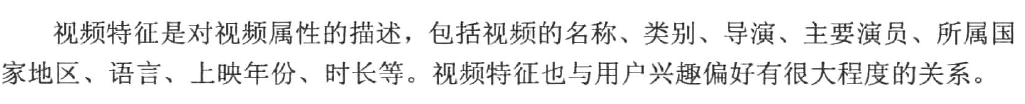 视频特征是对视频属性的描述，包括视频的名称、类别、导演、主要演员、所属国
家地区、语言、上映年份、时长等。视频特征也与用户兴趣偏好有很大程度的关系。